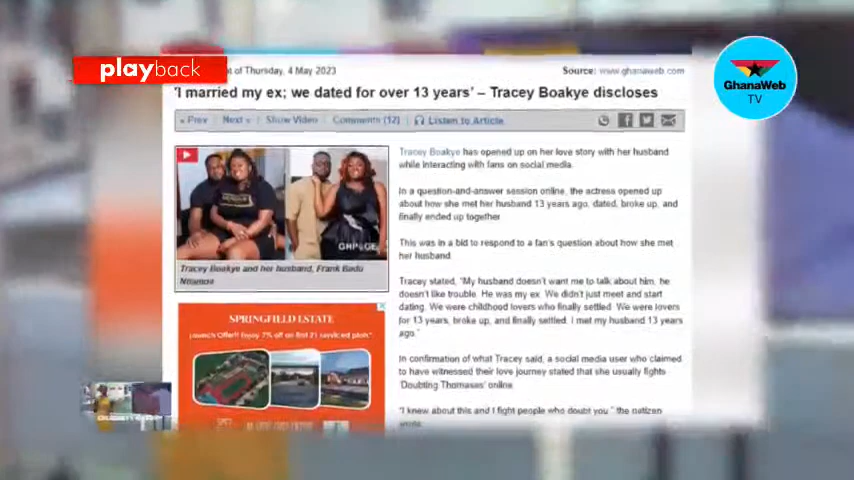 playback
of Thursday, 4 May 2023
Source: www.ghanaweb.com
GhanaWeb
TV
'I married my ex; we dated for over 13 years' – Tracey Boakye discloses
« Prev
Next »
Show Video
Comments (12)
Listen to Article
Tracey Boakye has opened up on her love story with her husband
while interacting with fans on social media.
In a question-and-answer session online, the actress opened up
about how she met her husband 13 years ago, dated, broke up, and
finally ended up together
This was in a bid to respond to a fan's question about how she met
her husband
Tracey Boakye and her husband, Frank Badu
Ntiamoa
Tracey stated, "My husband doesn't want me to talk about him, he
doesn't like trouble. He was my ex. We didn't just meet and start
dating. We were childhood lovers who finally settled. We were lovers
for 13 years, broke up, and finally settled. I met my husband 13 years
ago."
In confirmation of what Tracey said, a social media user who claimed
to have witnessed their love journey stated that she usually fights
'Doubting Thomases' online
"I knew about this and I fight people who doubt you," the netizen
wrote
SPRINGFIELD ESTATE
Launch Offer!! Enjoy 7% off on first 21 serviced plots*